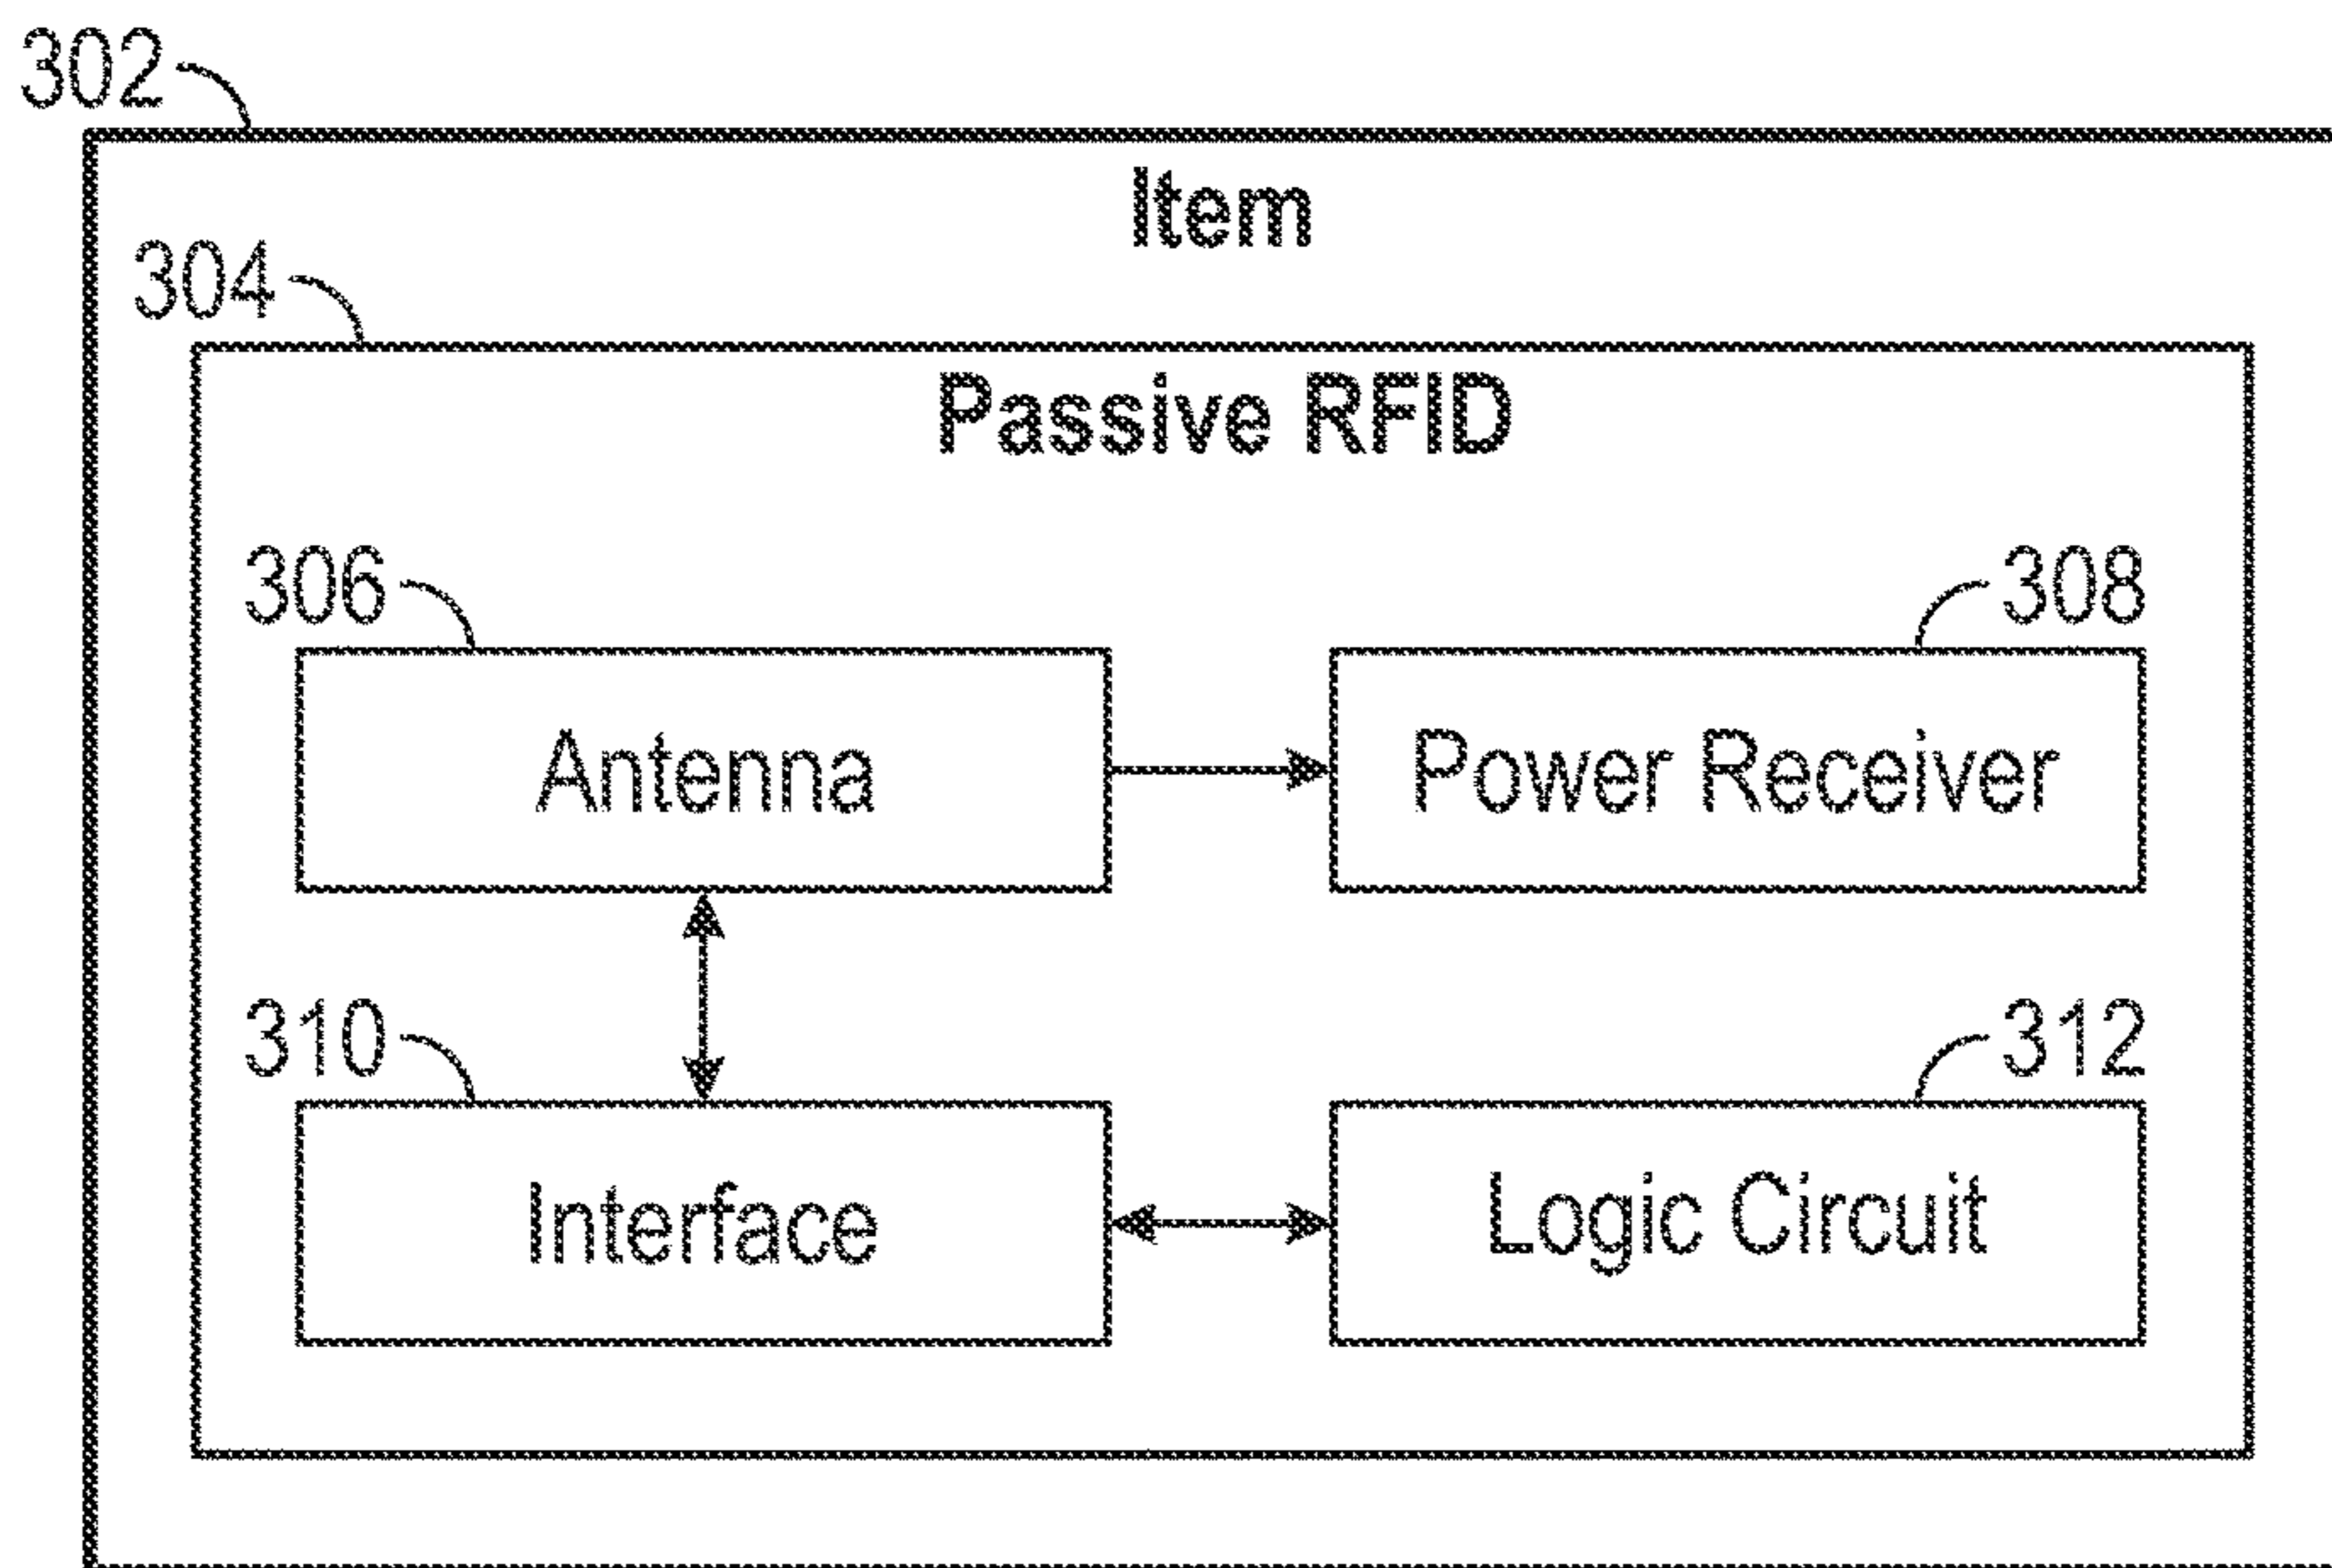 302
Item
304
Passive RFID
306
308
Antenna
Power Receiver
310
312
Interface
Logic Circuit